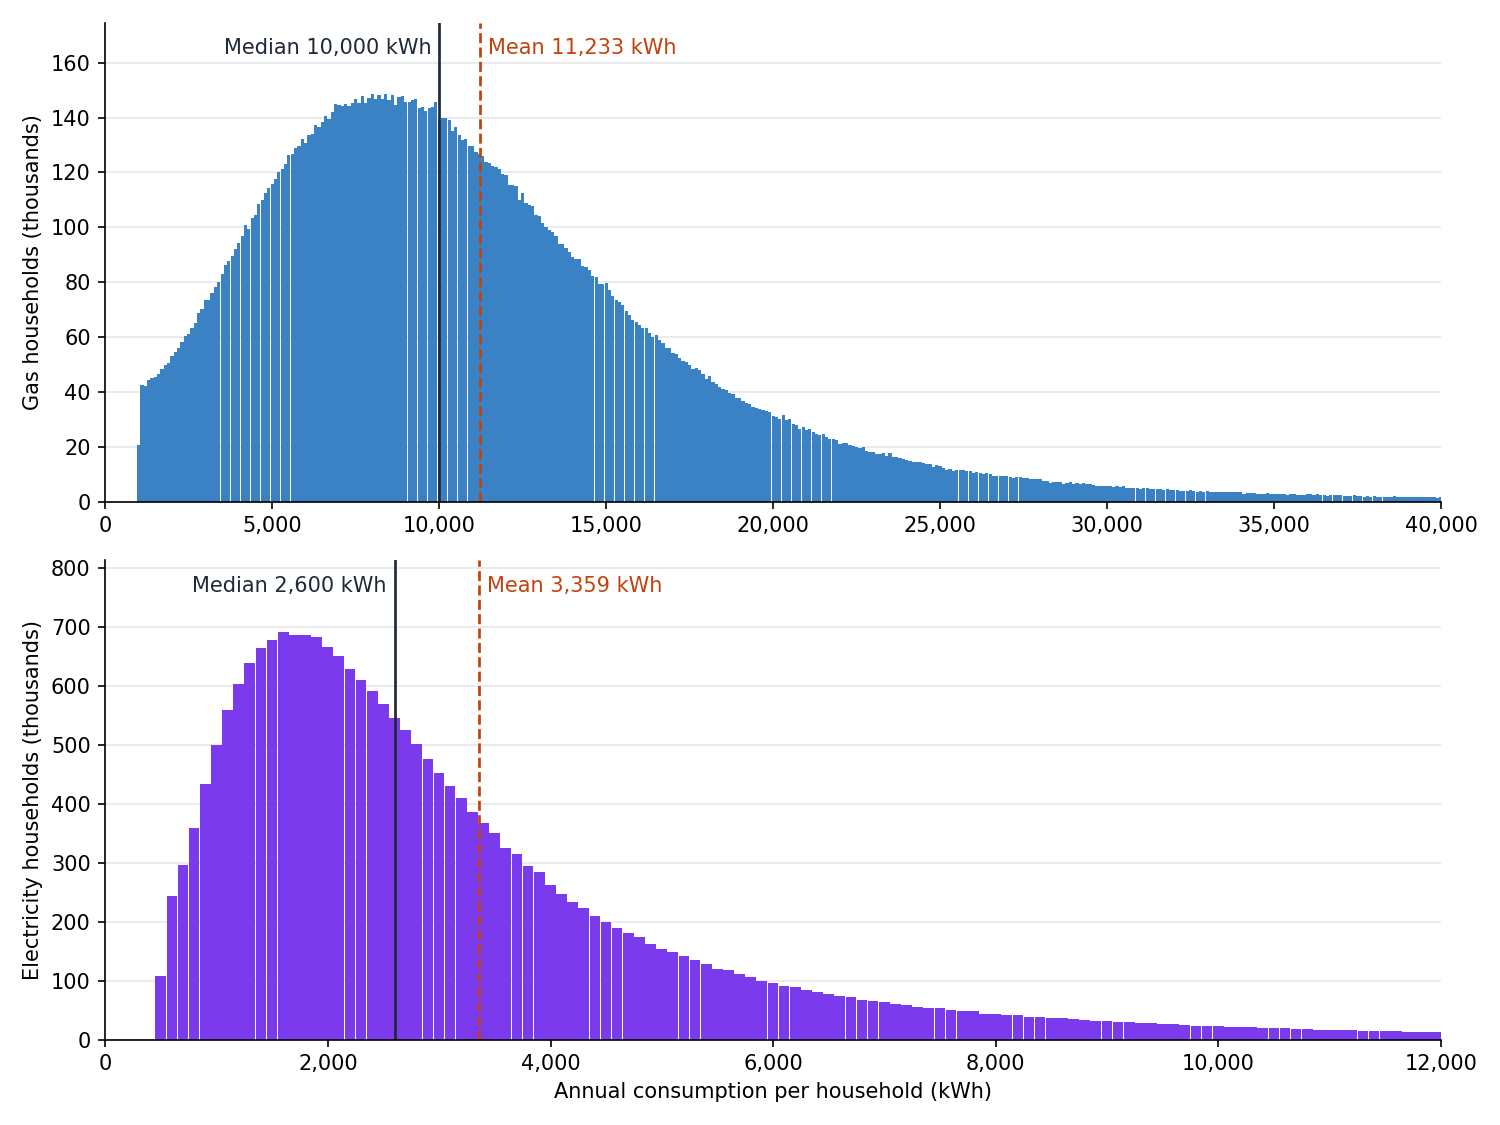 Median 10,000 kWh
Mean 11,233 kWh
Gas households (thousands)
160
140
120
100
80
60
40
20
0
0 5,000 10,000 15,000 20,000 25,000 30,000 35,000 40,000
Median 2,600 kWh
Mean 3,359 kWh
Electricity households (thousands)
800
700
600
500
400
300
200
100
0
0 2,000 4,000 6,000 8,000 10,000 12,000
Annual consumption per household (kWh)